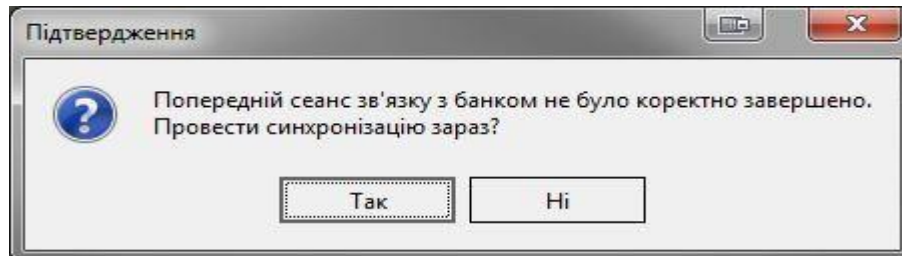 Підтвердження
Попередній сеанс зв'язку з банком не було коректно завершено.
Провести синхронізацію зараз?
Так
Ні